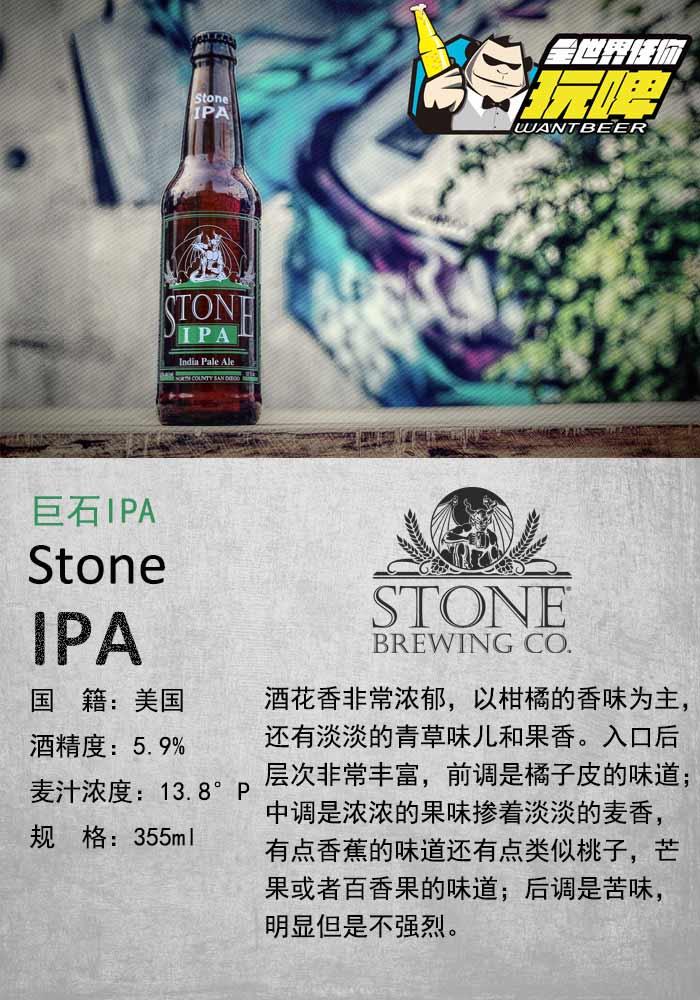 全世界任你
玩啤
WANTBEER
Stone
IPA
STONE
IPA
India Pale Ale
NORTH COUNTY SAN DIEGO
巨石IPA
Stone
IPA
国 籍：美国
酒精度：5.9%
麦汁浓度：13.8°P
规 格：355ml
STONE®
BREWING CO.
酒花香非常浓郁，以柑橘的香味为主，
还有淡淡的青草味儿和果香。入口后
层次非常丰富，前调是橘子皮的味道；
中调是浓浓的果味掺着淡淡的麦香，
有点香蕉的味道还有点类似桃子，芒
果或者百香果的味道；后调是苦味，
明显但是不强烈。